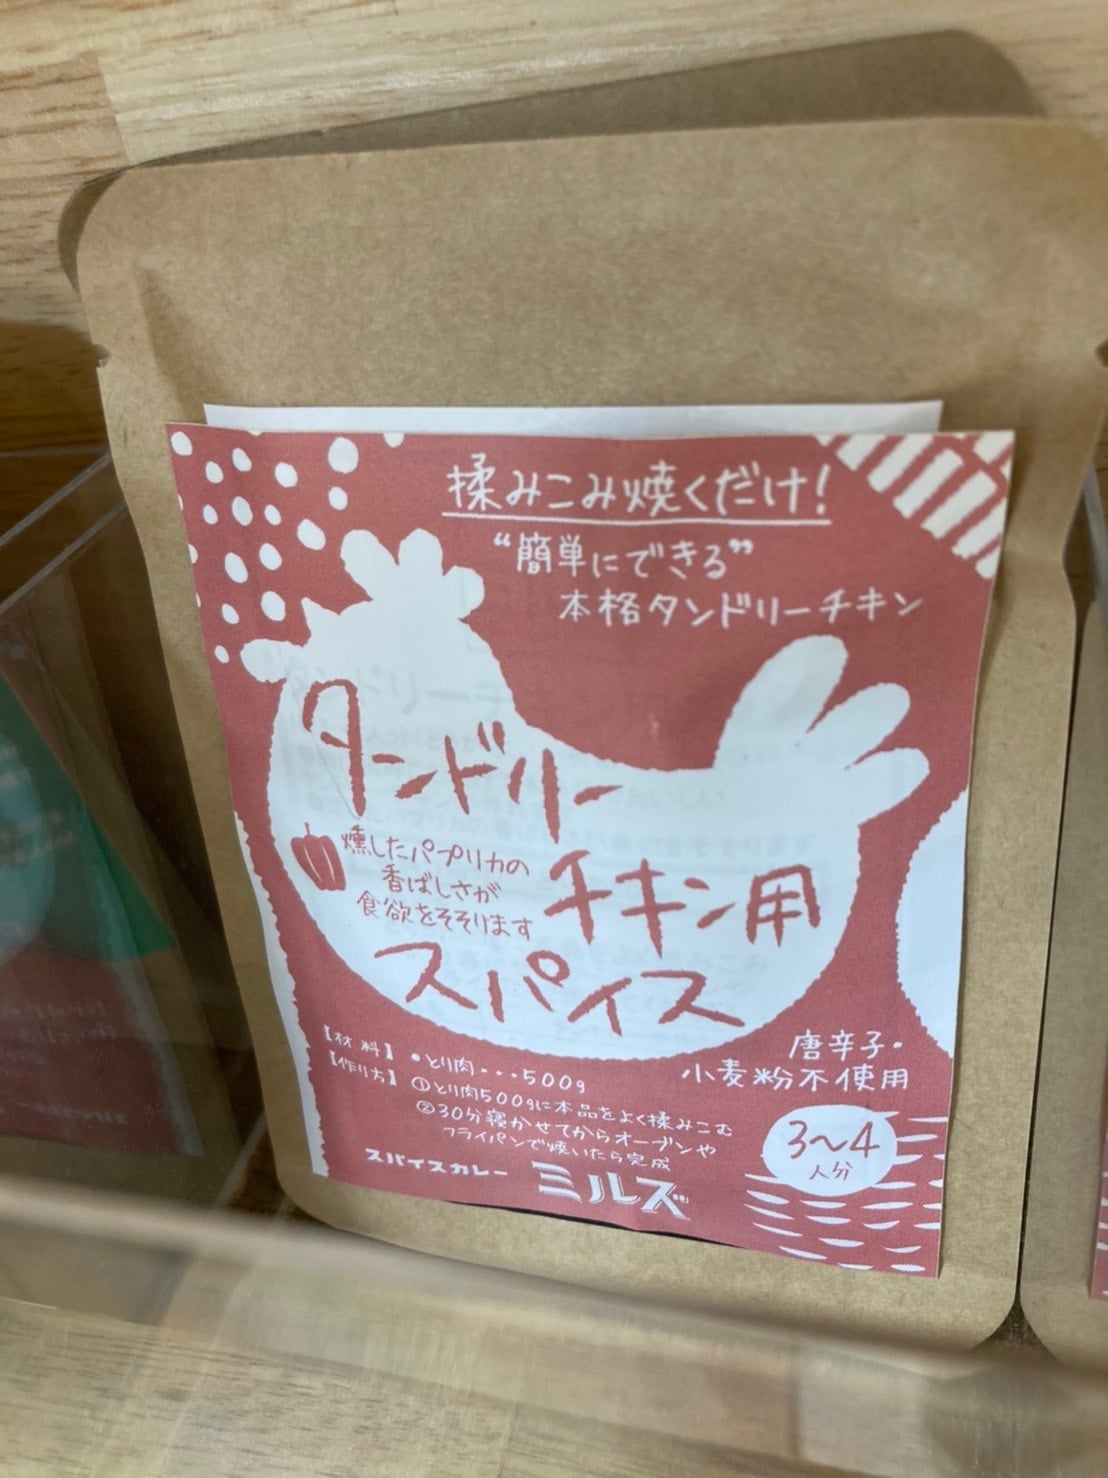 揉みこみ焼くだけ！
“簡単にできる”
本格タンドリーチキン
タンドリー
チキン用
スパイス
燻したパプリカの
香ばしさが
食欲をそそります
唐辛子・
小麦粉不使用
【材料】●とり肉・・・500g
【作り方】①とり肉500gに本品をよく揉みこむ
②30分寝かせてからオーブンや
フライパンで焼いたら完成
3〜4
人分
スパイスカレー ミルズ